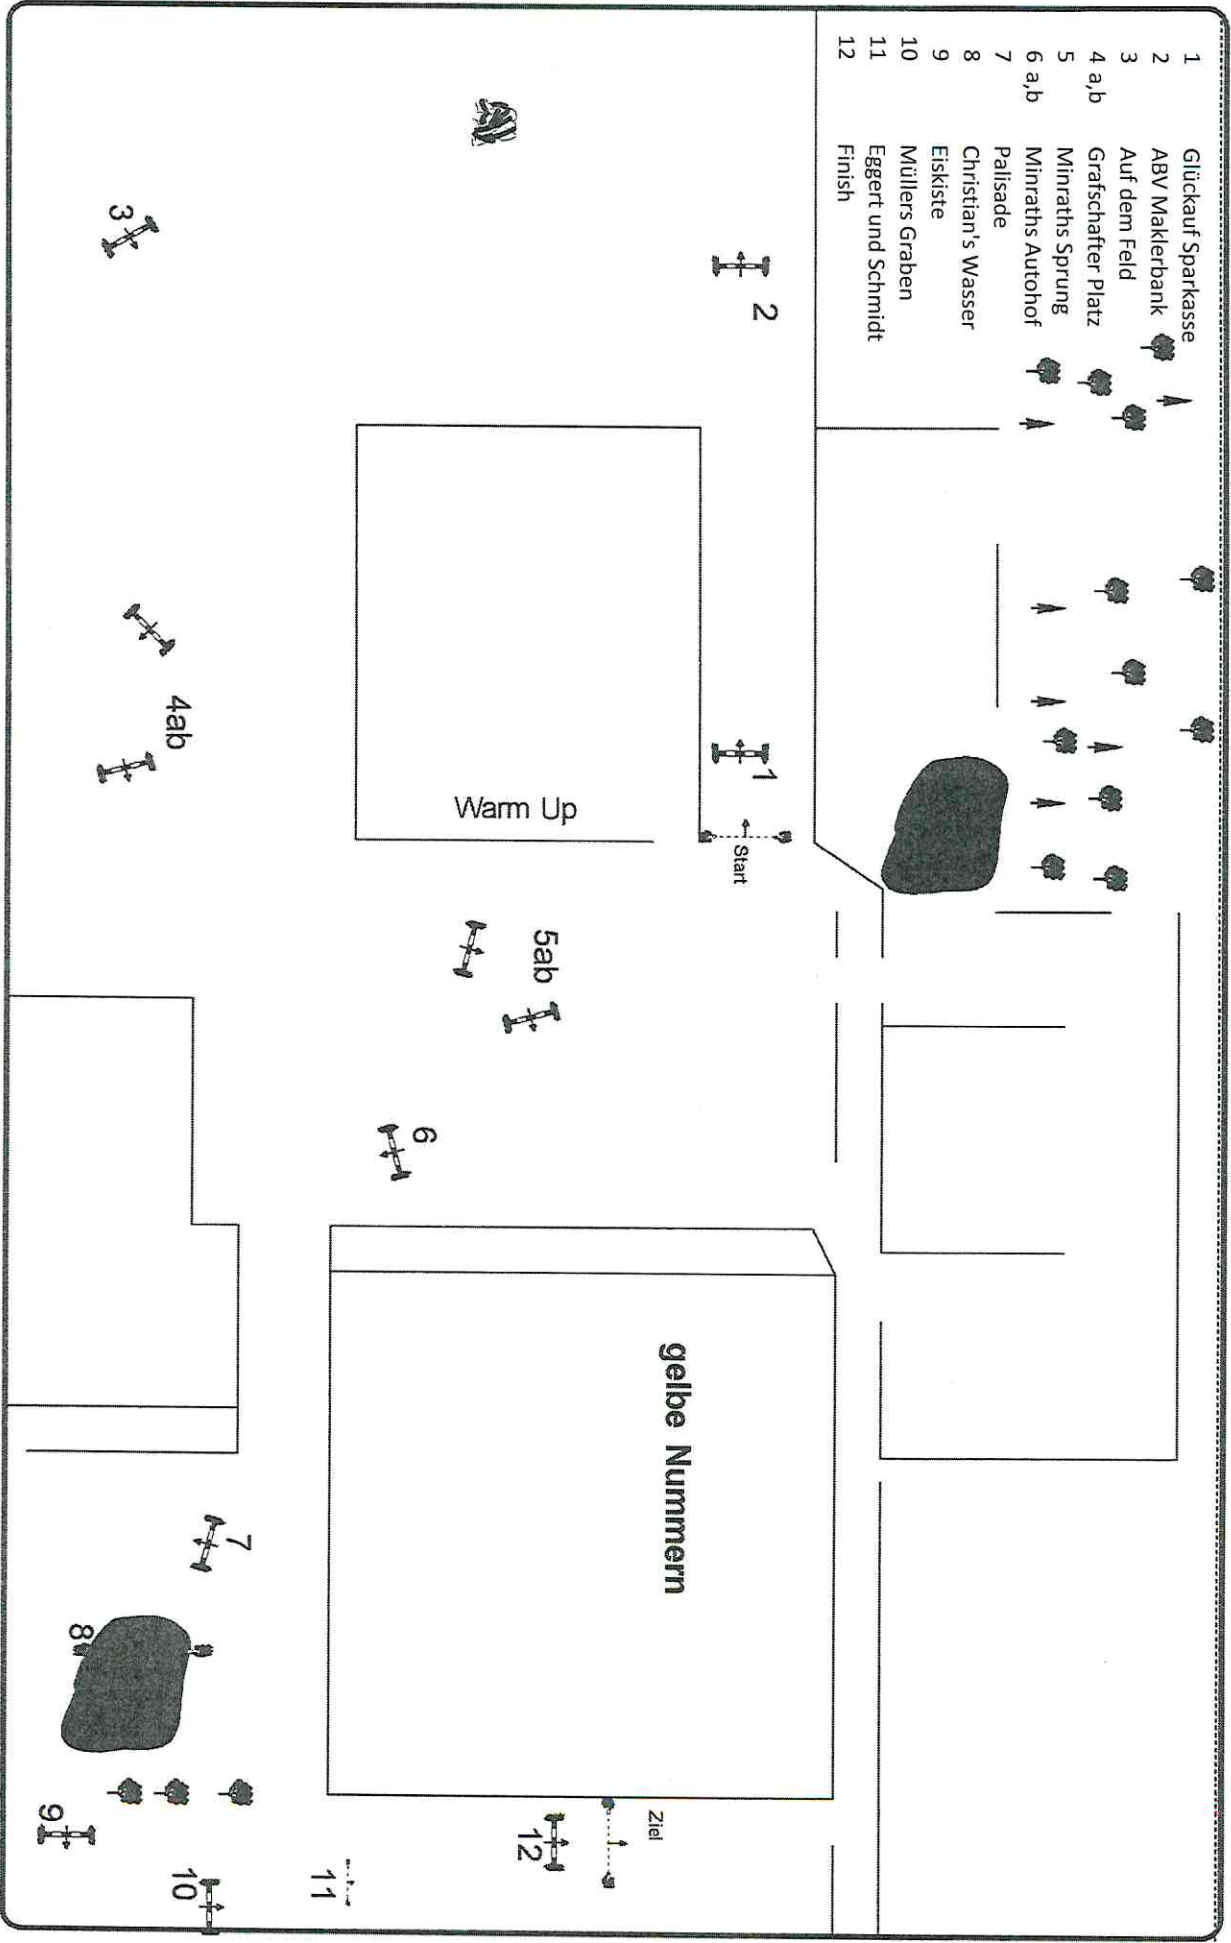 1 Glückauf Sparkasse
2 ABV Maklerbank
3 Auf dem Feld
4 a,b Grafschafter Platz
5 Minraths Sprung
6 a,b Minraths Autohof
7 Palisade
8 Christian's Wasser
9 Eiskiste
10 Müllers Graben
11 Eggert und Schmidt
12 Finish
2
3
1
Start
Warm Up
4ab
5ab
6
gelbe Nummern
7
8
9
10
11
12
Ziel